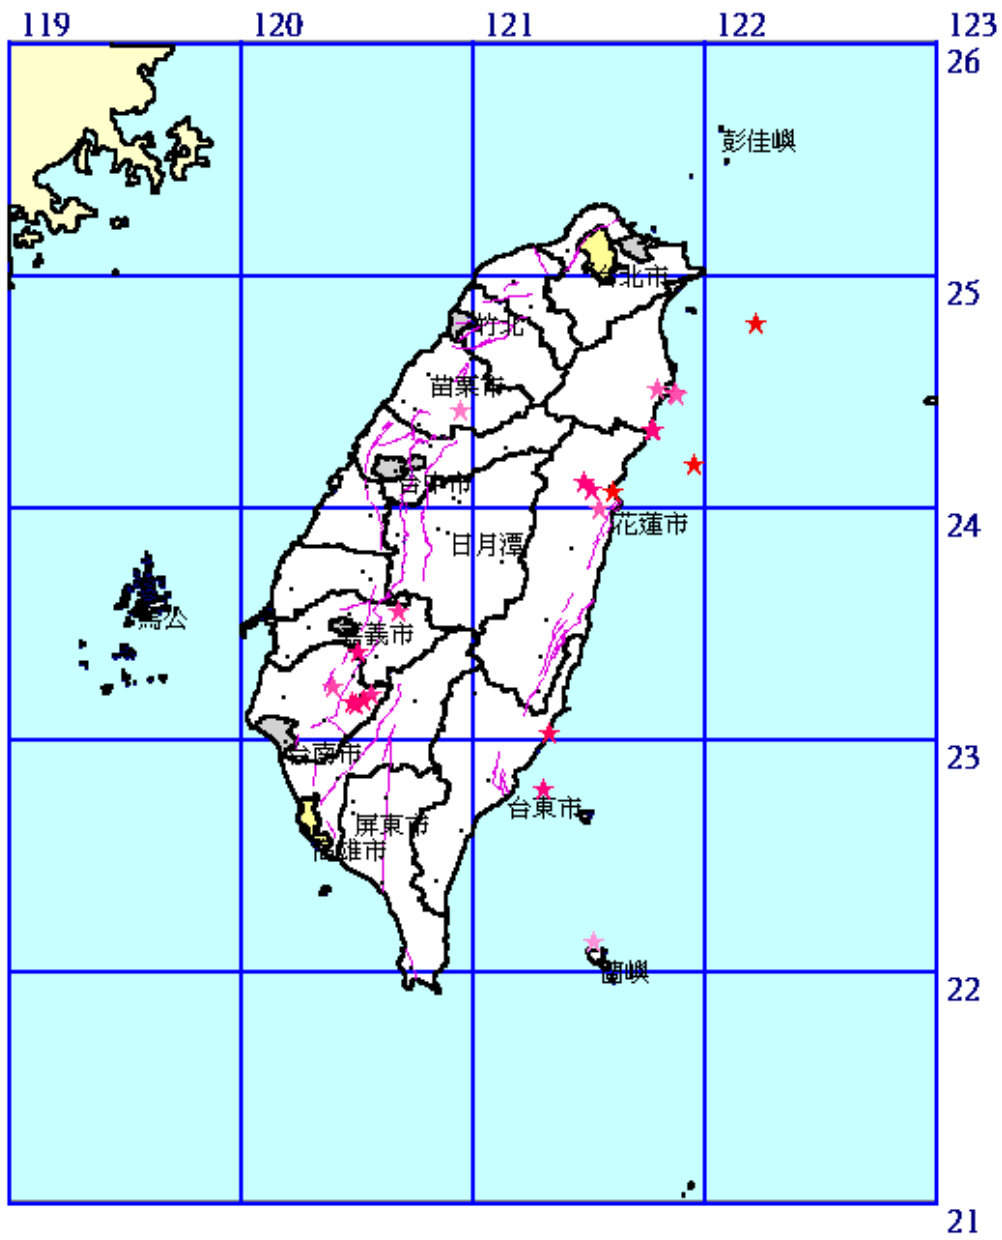 119 120 121 122 123
26
彭佳嶼
台北市
25
竹北
苗栗市
台中市
24
花蓮市
日月潭
馬公
嘉義市
23
台南市
台東市
屏東市
高雄市
22
蘭嶼
21